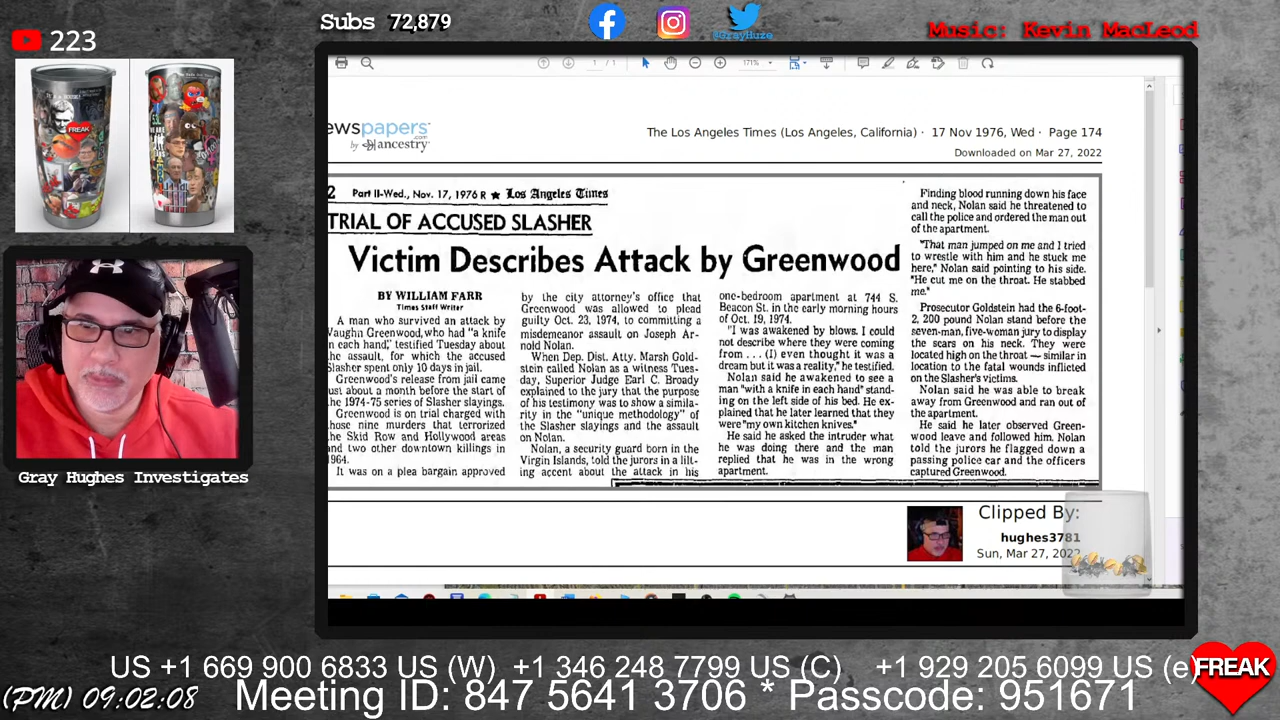 223
Subs 72,879
@GrayHuze
Music: Kevin MacLeod
FREAK
Gray Hughes Investigates
1 / 1
171%
ewspapers
.com
by ancestry
The Los Angeles Times (Los Angeles, California) · 17 Nov 1976, Wed · Page 174
Downloaded on Mar 27, 2022
2 Part II-Wed., Nov. 17, 1976 R ★ Los Angeles Times
TRIAL OF ACCUSED SLASHER
Victim Describes Attack by Greenwood
BY WILLIAM FARR
Times Staff Writer
A man who survived an attack by
Vaughn Greenwood, who had "a knife
in each hand," testified Tuesday about
the assault, for which the accused
Slasher spent only 10 days in jail.
Greenwood's release from jail came
just about a month before the start of
the 1974-75 series of Slasher slayings.
Greenwood is on trial charged with
those nine murders that terrorized
the Skid Row and Hollywood areas
and two other downtown killings in
1964.
It was on a plea bargain approved
by the city attorney's office that
Greenwood was allowed to plead
guilty Oct. 23, 1974, to committing a
misdemeanor assault on Joseph Ar-
nold Nolan.
When Dep. Dist. Atty. Marsh Gold-
stein called Nolan as a witness Tues-
day, Superior Judge Earl C. Broady
explained to the jury that the purpose
of his testimony was to show a simila-
rity in the "unique methodology" of
the Slasher slayings and the assault
on Nolan.
Nolan, a security guard born in the
Virgin Islands, told the jurors in a lilt-
ing accent about the attack in his
one-bedroom apartment at 744 S.
Beacon St. in the early morning hours
of Oct. 19, 1974.
"I was awakened by blows. I could
not describe where they were coming
from . . . (I) even thought it was a
dream but it was a reality," he testified.
Nolan said he awakened to see a
man "with a knife in each hand" stand-
ing on the left side of his bed. He ex-
plained that he later learned that they
were "my own kitchen knives."
He said he asked the intruder what
he was doing there and the man
replied that he was in the wrong
apartment.
Finding blood running down his face
and neck, Nolan said he threatened to
call the police and ordered the man out
of the apartment.
"That man jumped on me and I tried
to wrestle with him and he stuck me
here," Nolan said pointing to his side.
"He cut me on the throat. He stabbed
me."
Prosecutor Goldstein had the 6-foot-
2, 200 pound Nolan stand before the
seven-man, five-woman jury to display
the scars on his neck. They were
located high on the throat — similar in
location to the fatal wounds inflicted
on the Slasher's victims.
Nolan said he was able to break
away from Greenwood and ran out of
the apartment.
He said he later observed Green-
wood leave and followed him. Nolan
told the jurors he flagged down a
passing police car and the officers
captured Greenwood.
Clipped By:
hughes3781
Sun, Mar 27, 2022
US +1 669 900 6833 US (W) +1 346 248 7799 US (C) +1 929 205 6099 US (e)
FREAK
(PM) 09:02:08
Meeting ID: 847 5641 3706 * Passcode: 951671